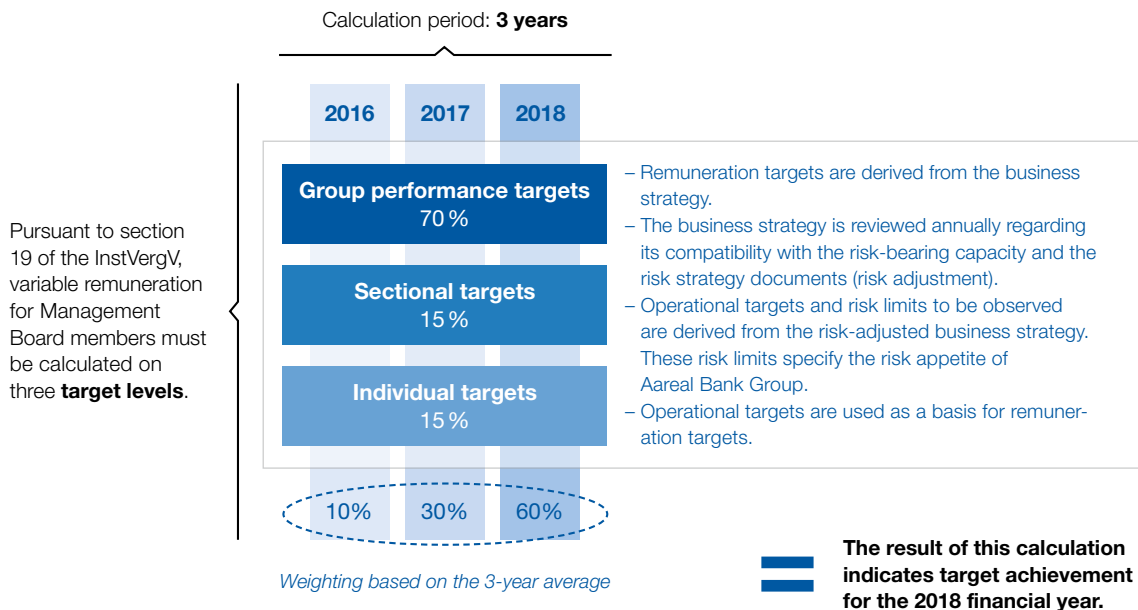 Calculation period: 3 years
2016 2017 2018
Pursuant to section
19 of the InstVergV,
variable remuneration
for Management
Board members must
be calculated on
three target levels.
Group performance targets
70 %
Sectional targets
15 %
Individual targets
15 %
– Remuneration targets are derived from the business
strategy.
– The business strategy is reviewed annually regarding
its compatibility with the risk-bearing capacity and the
risk strategy documents (risk adjustment).
– Operational targets and risk limits to be observed
are derived from the risk-adjusted business strategy.
These risk limits specify the risk appetite of
Aareal Bank Group.
– Operational targets are used as a basis for remuner-
ation targets.
10% 30% 60%
Weighting based on the 3-year average
The result of this calculation
indicates target achievement
for the 2018 financial year.